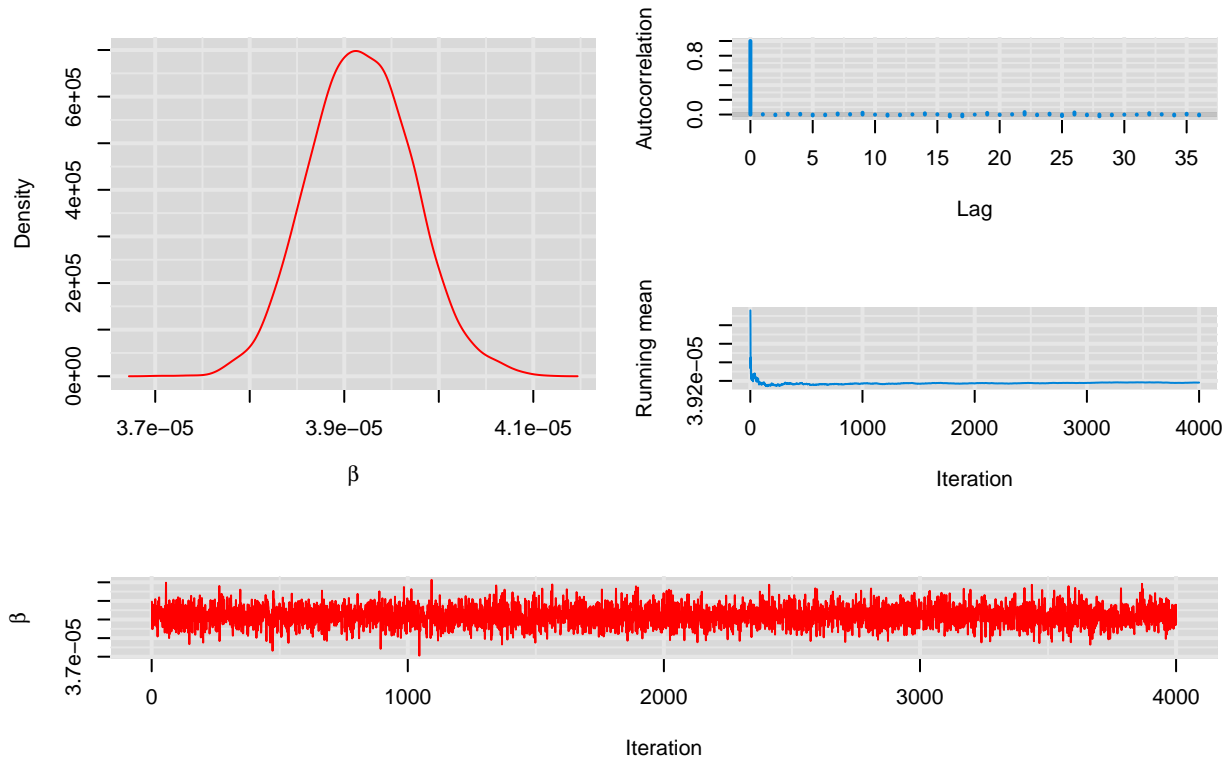 Density
6e+05
4e+05
2e+05
0e+00
3.7e−05 3.9e−05 4.1e−05
β
Autocorrelation
0.8
0.0
0 5 10 15 20 25 30 35
Lag
Running mean
3.92e−05
0 1000 2000 3000 4000
Iteration
β
3.7e−05
0 1000 2000 3000 4000
Iteration